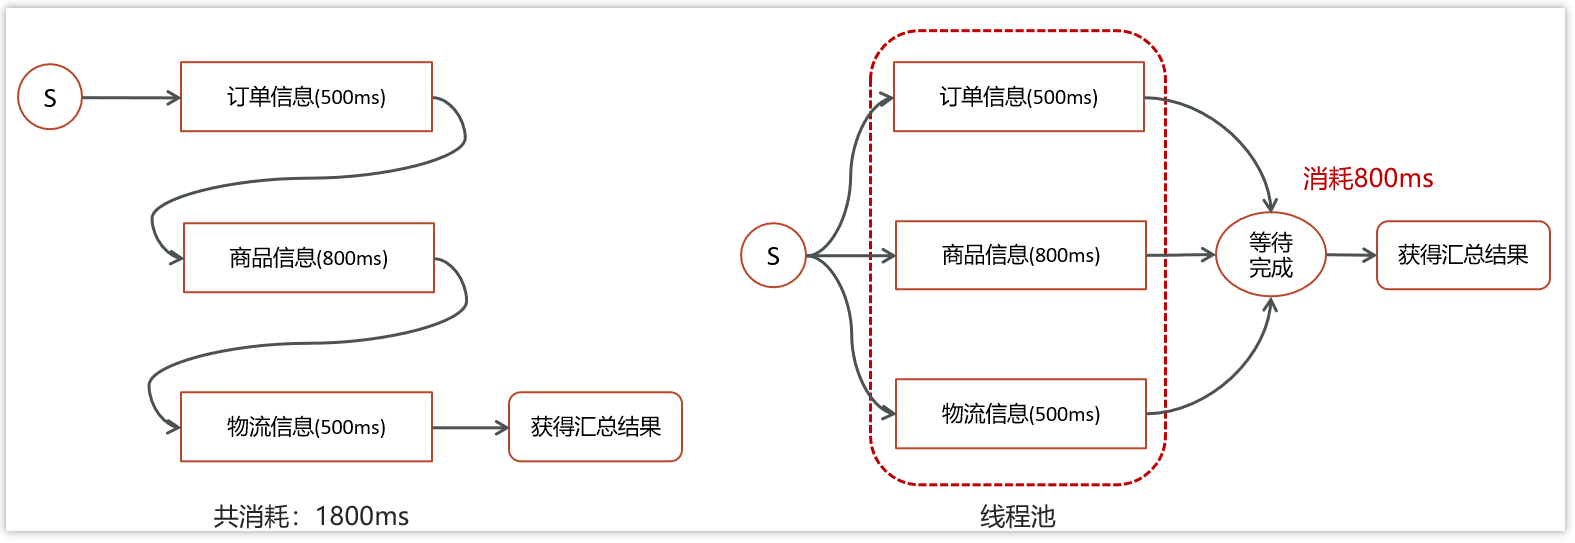 S
订单信息(500ms)
商品信息(800ms)
物流信息(500ms)
获得汇总结果
共消耗：1800ms
S
订单信息(500ms)
商品信息(800ms)
物流信息(500ms)
消耗800ms
等待
完成
获得汇总结果
线程池